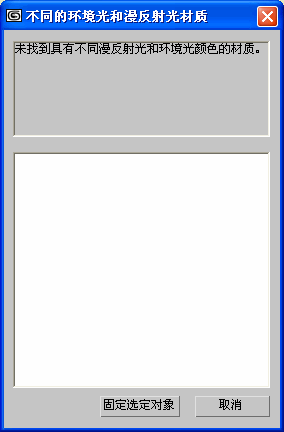 不同的环境光和漫反射光材质
未找到具有不同漫反射光和环境光颜色的材质。
固定选定对象
取消